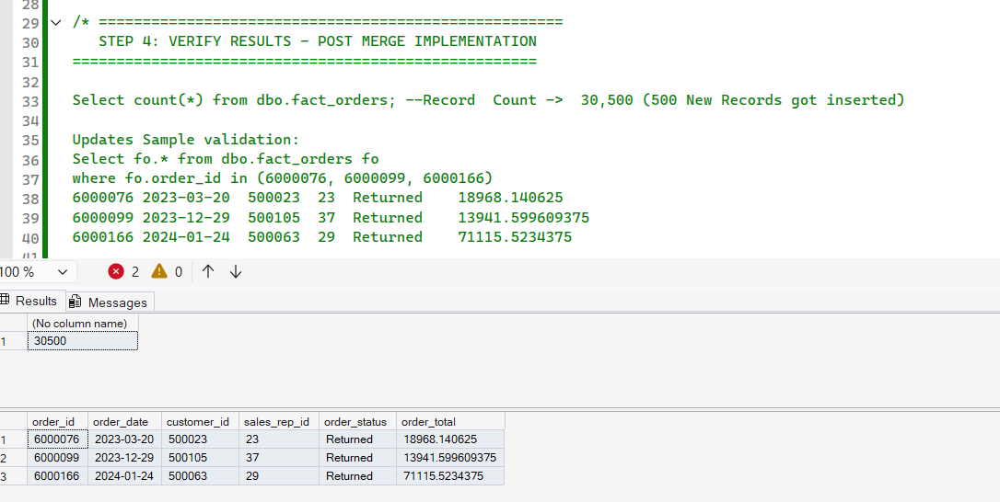 28
29 /* =====================================================
30 STEP 4: VERIFY RESULTS - POST MERGE IMPLEMENTATION
31 =====================================================
32
33 Select count(*) from dbo.fact_orders; --Record  Count ->  30,500 (500 New Records got inserted)
34
35 Updates Sample validation:
36 Select fo.* from dbo.fact_orders fo
37 where fo.order_id in (6000076, 6000099, 6000166)
38 6000076 2023-03-20  500023  23  Returned    18968.140625
39 6000099 2023-12-29  500105  37  Returned    13941.599609375
40 6000166 2024-01-24  500063  29  Returned    71115.5234375
41
100 % 2 0
Results Messages
(No column name)
1 30500
order_id order_date customer_id sales_rep_id order_status order_total
1 6000076 2023-03-20 500023 23 Returned 18968.140625
2 6000099 2023-12-29 500105 37 Returned 13941.599609375
3 6000166 2024-01-24 500063 29 Returned 71115.5234375